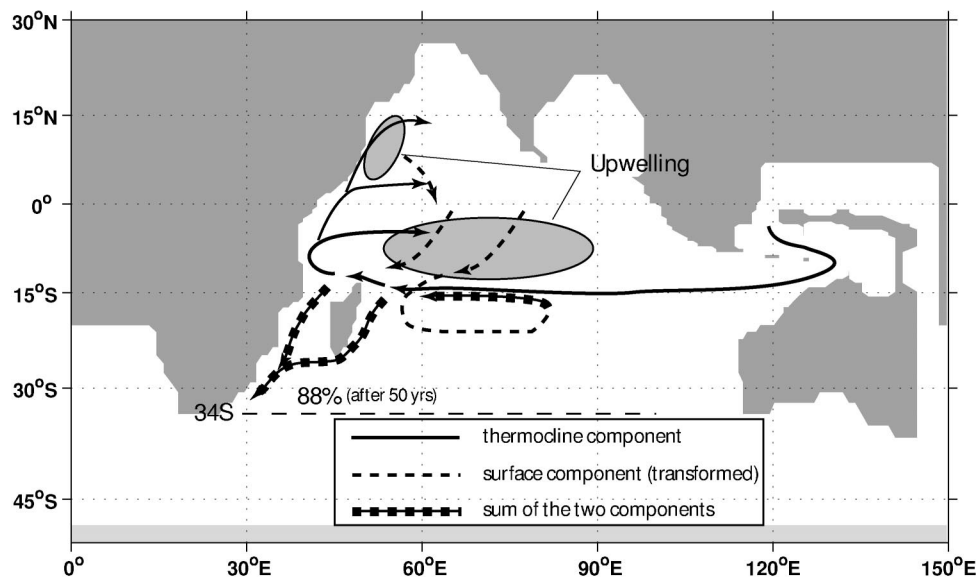 30°N
15°N
0°
15°S
30°S
45°S
Upwelling
88% (after 50 yrs)
34S
thermocline component
surface component (transformed)
sum of the two components
0°
30°E
60°E
90°E
120°E
150°E